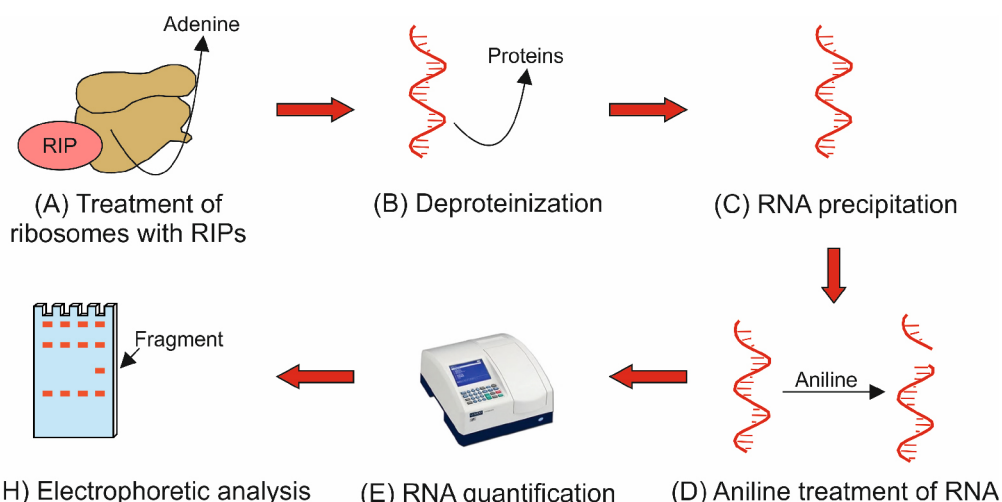 Adenine
RIP
(A) Treatment of
ribosomes with RIPs
Proteins
(B) Deproteinization
(C) RNA precipitation
Fragment
H) Electrophoretic analysis
(E) RNA quantification
Aniline
(D) Aniline treatment of RNA